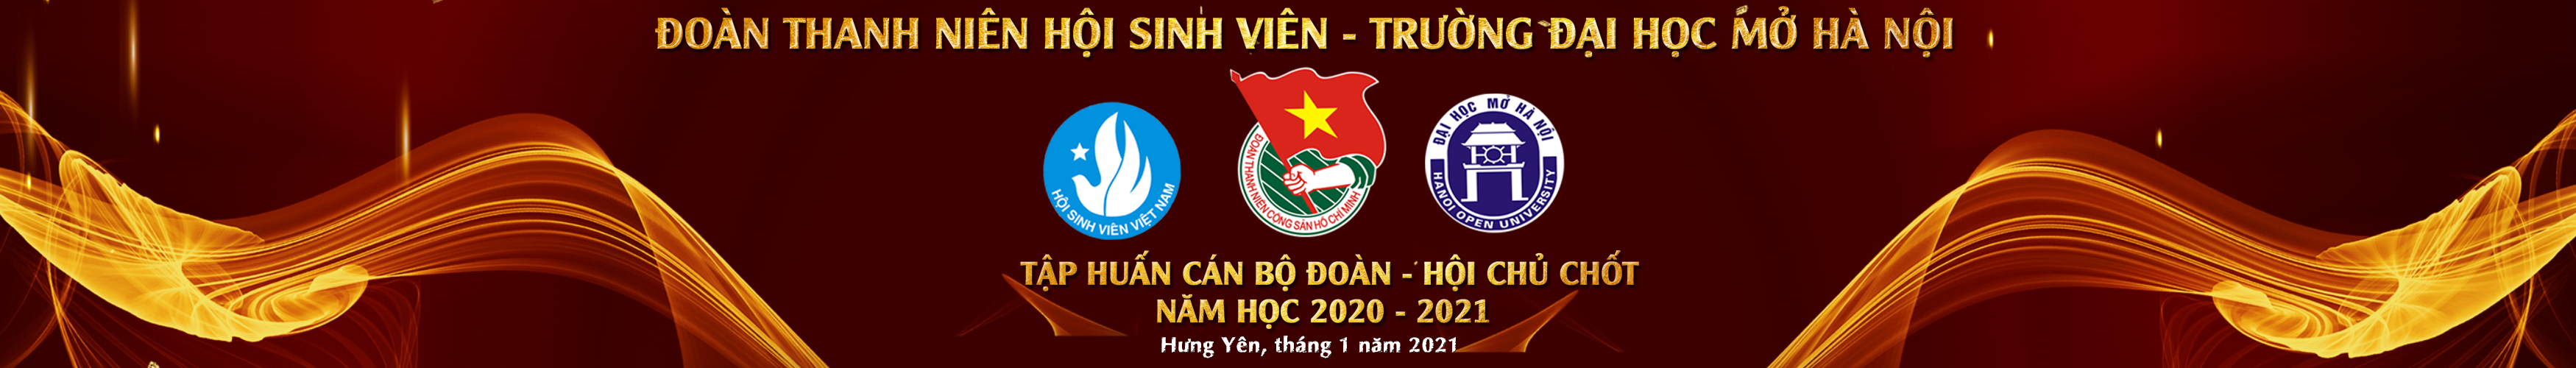 ĐOÀN THANH NIÊN HỘI SINH VIÊN - TRƯỜNG ĐẠI HỌC MỞ HÀ NỘI
HỘI SINH VIÊN VIỆT NAM
ĐOÀN THANH NIÊN CỘNG SẢN HỒ CHÍ MINH
ĐẠI HỌC MỞ HÀ NỘI
HANOI OPEN UNIVERSITY
TẬP HUẤN CÁN BỘ ĐOÀN - HỘI CHỦ CHỐT
NĂM HỌC 2020 - 2021
Hưng Yên, tháng 1 năm 2021